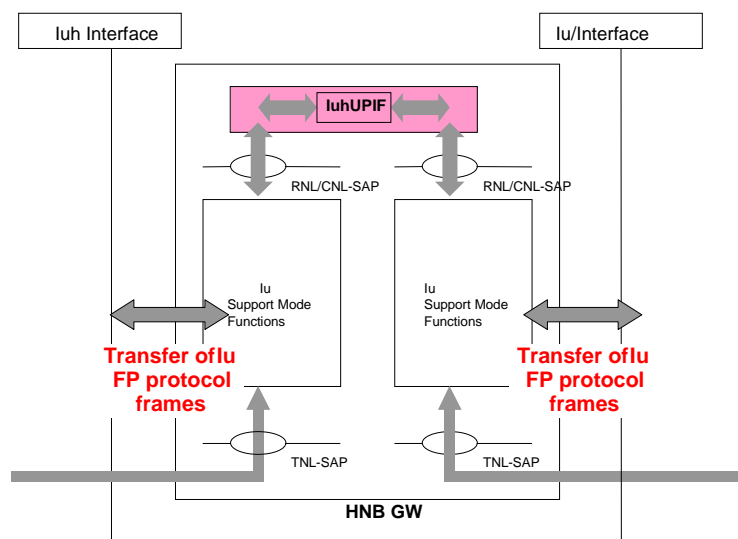 Iuh Interface
Iu/Interface
IuhUPIF
RNL/CNL-SAP
RNL/CNL-SAP
Iu
Support Mode
Functions
Iu
Support Mode
Functions
Transfer ofIu
FP protocol
frames
Transfer ofIu
FP protocol
frames
TNL-SAP
TNL-SAP
HNB GW